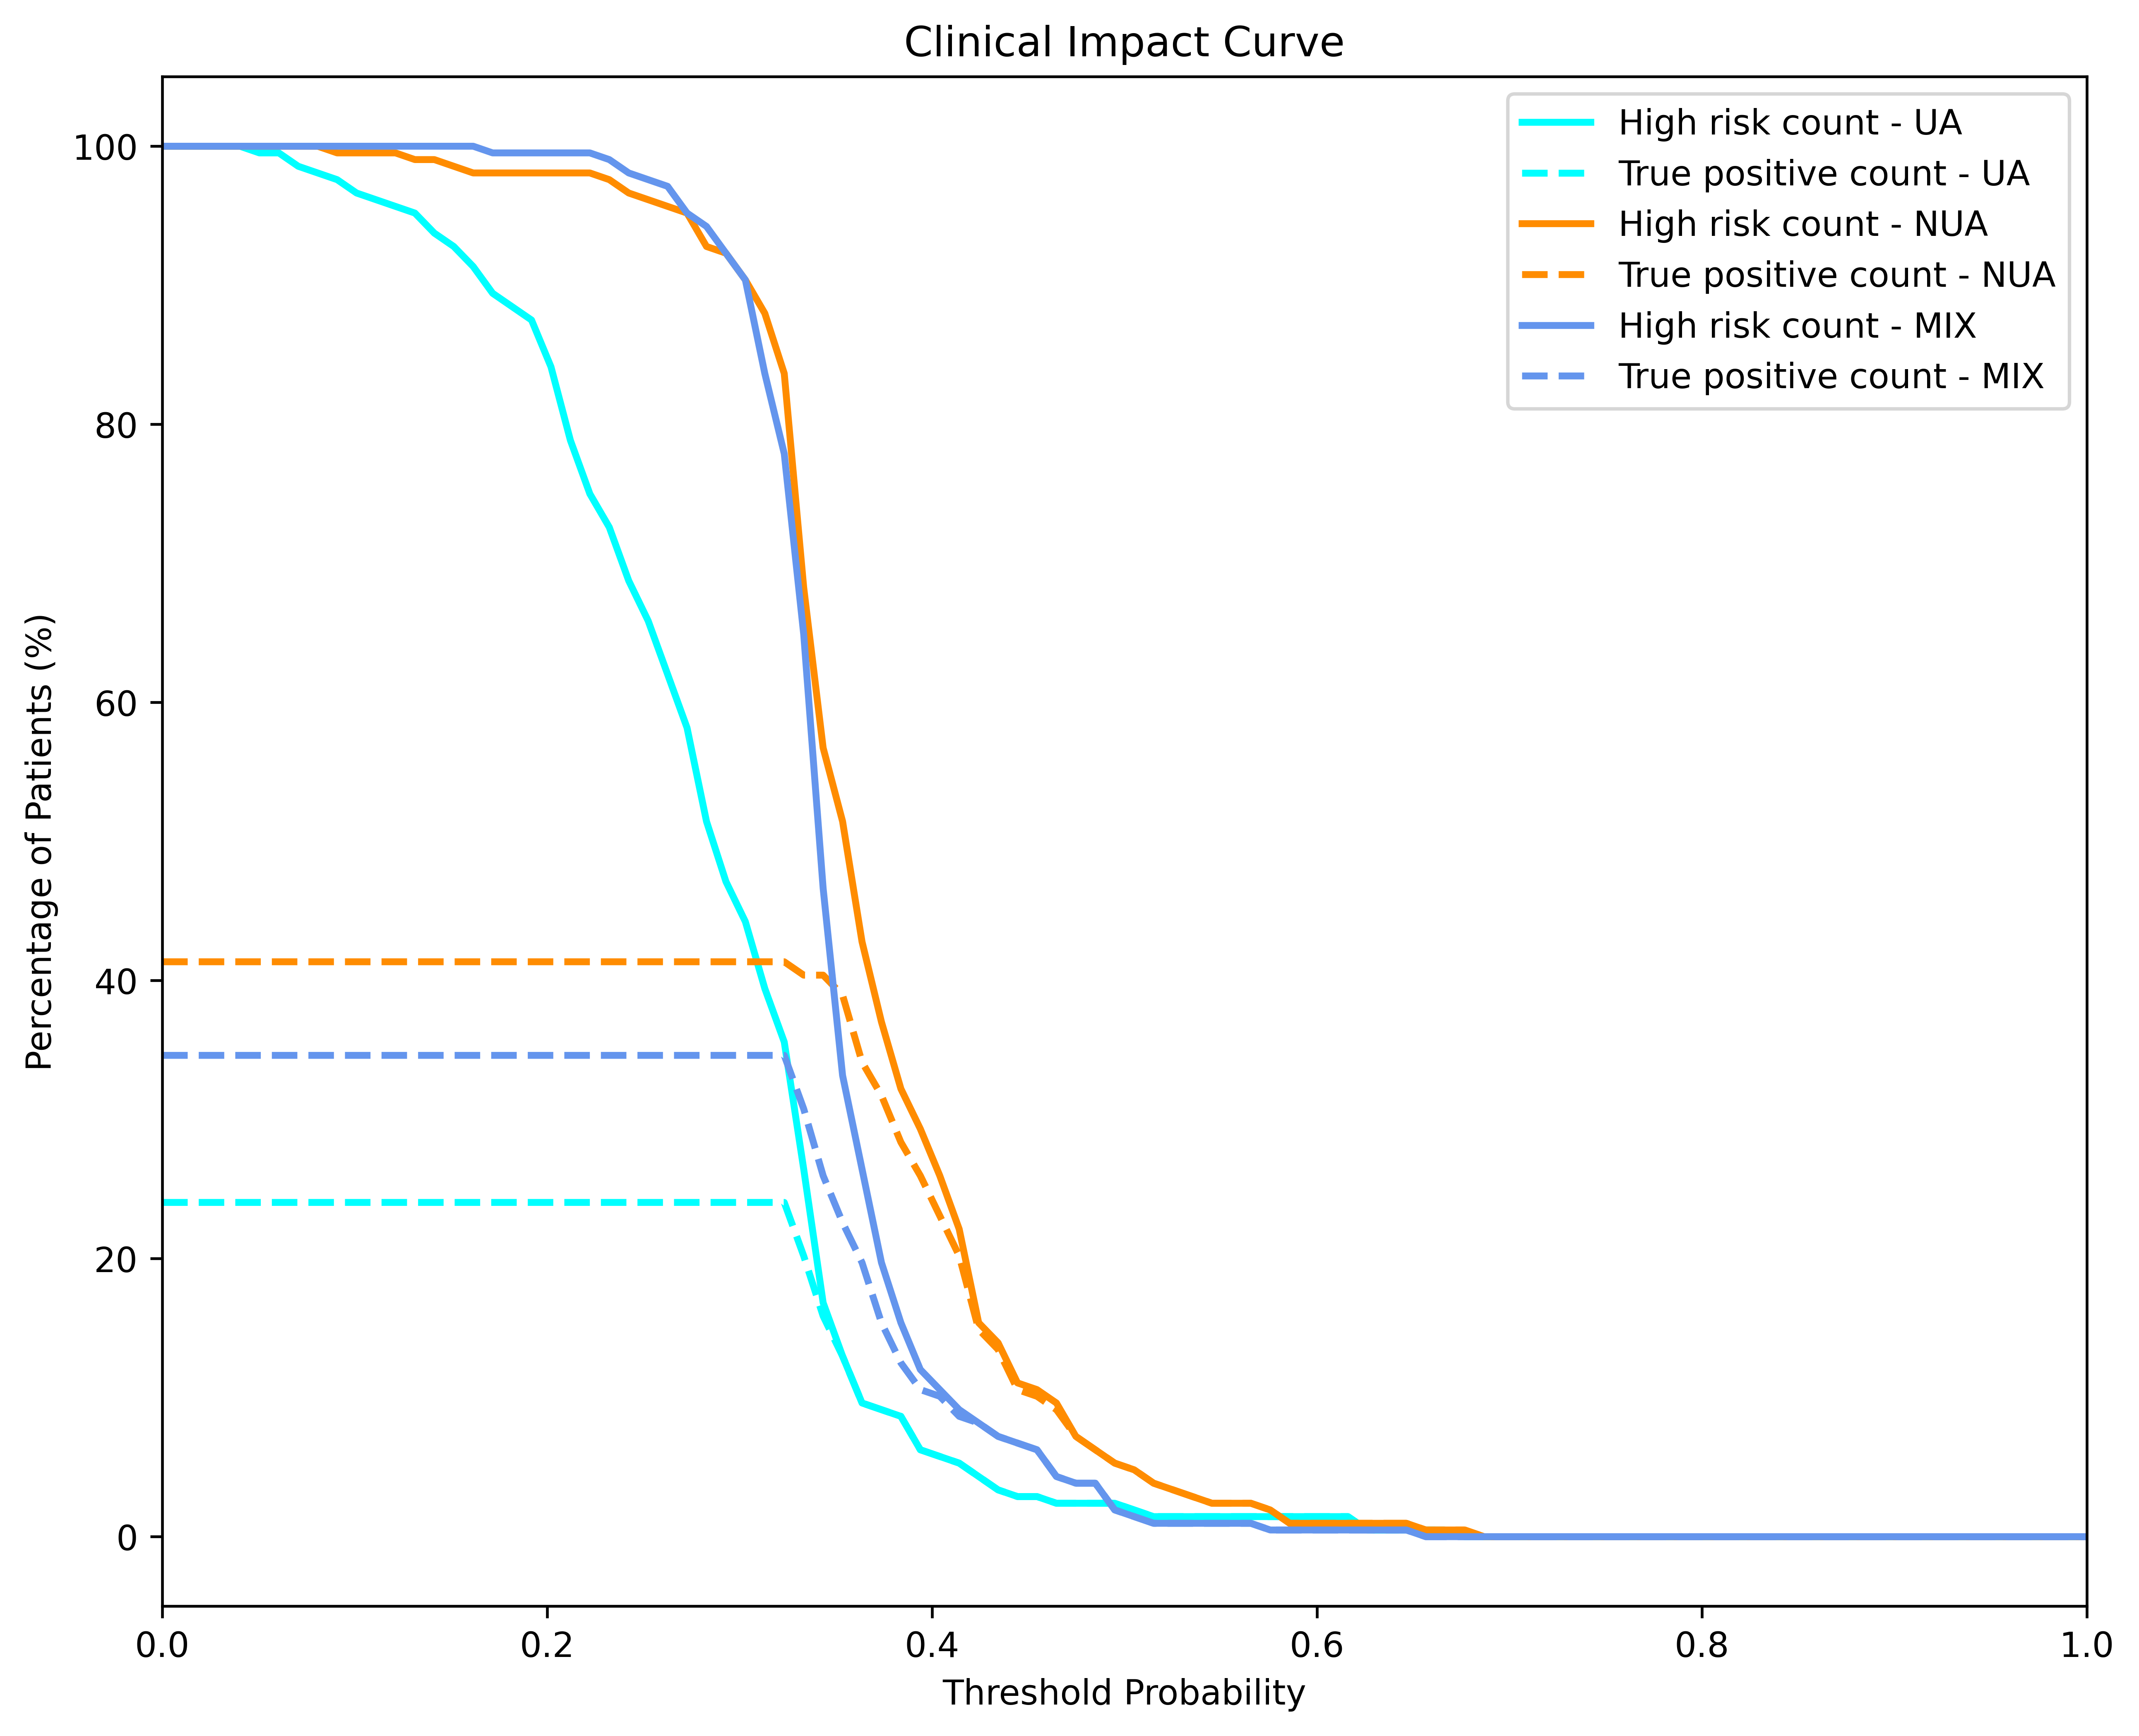 Clinical Impact Curve
High risk count - UA
True positive count - UA
High risk count - NUA
True positive count - NUA
High risk count - MIX
True positive count - MIX
Percentage of Patients (%)
100
80
60
40
20
0
0.0 0.2 0.4 0.6 0.8 1.0
Threshold Probability